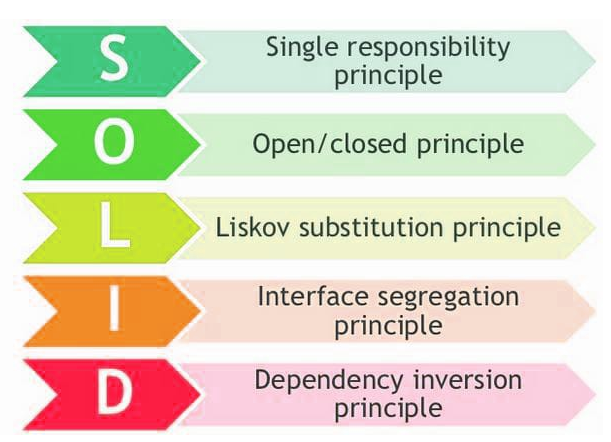 S
Single responsibility
principle
O
Open/closed principle
L
Liskov substitution principle
I
Interface segregation
principle
D
Dependency inversion
principle